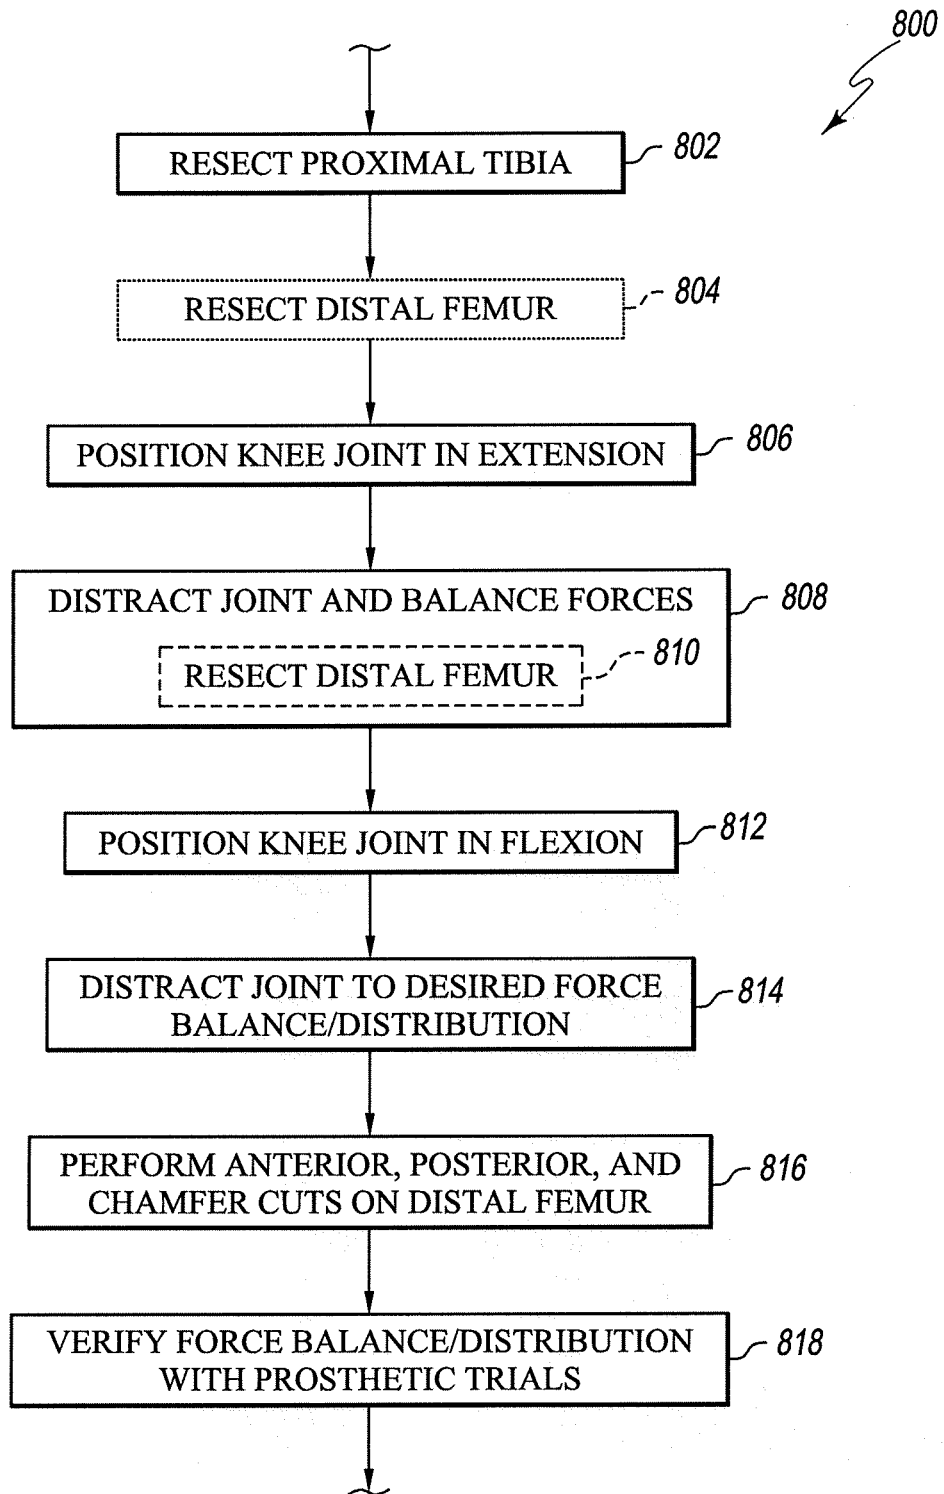 800
RESECT PROXIMAL TIBIA
802
RESECT DISTAL FEMUR
804
POSITION KNEE JOINT IN EXTENSION
806
DISTRACT JOINT AND BALANCE FORCES
808
RESECT DISTAL FEMUR
810
POSITION KNEE JOINT IN FLEXION
812
DISTRACT JOINT TO DESIRED FORCE
BALANCE/DISTRIBUTION
814
PERFORM ANTERIOR, POSTERIOR, AND
CHAMFER CUTS ON DISTAL FEMUR
816
VERIFY FORCE BALANCE/DISTRIBUTION
WITH PROSTHETIC TRIALS
818